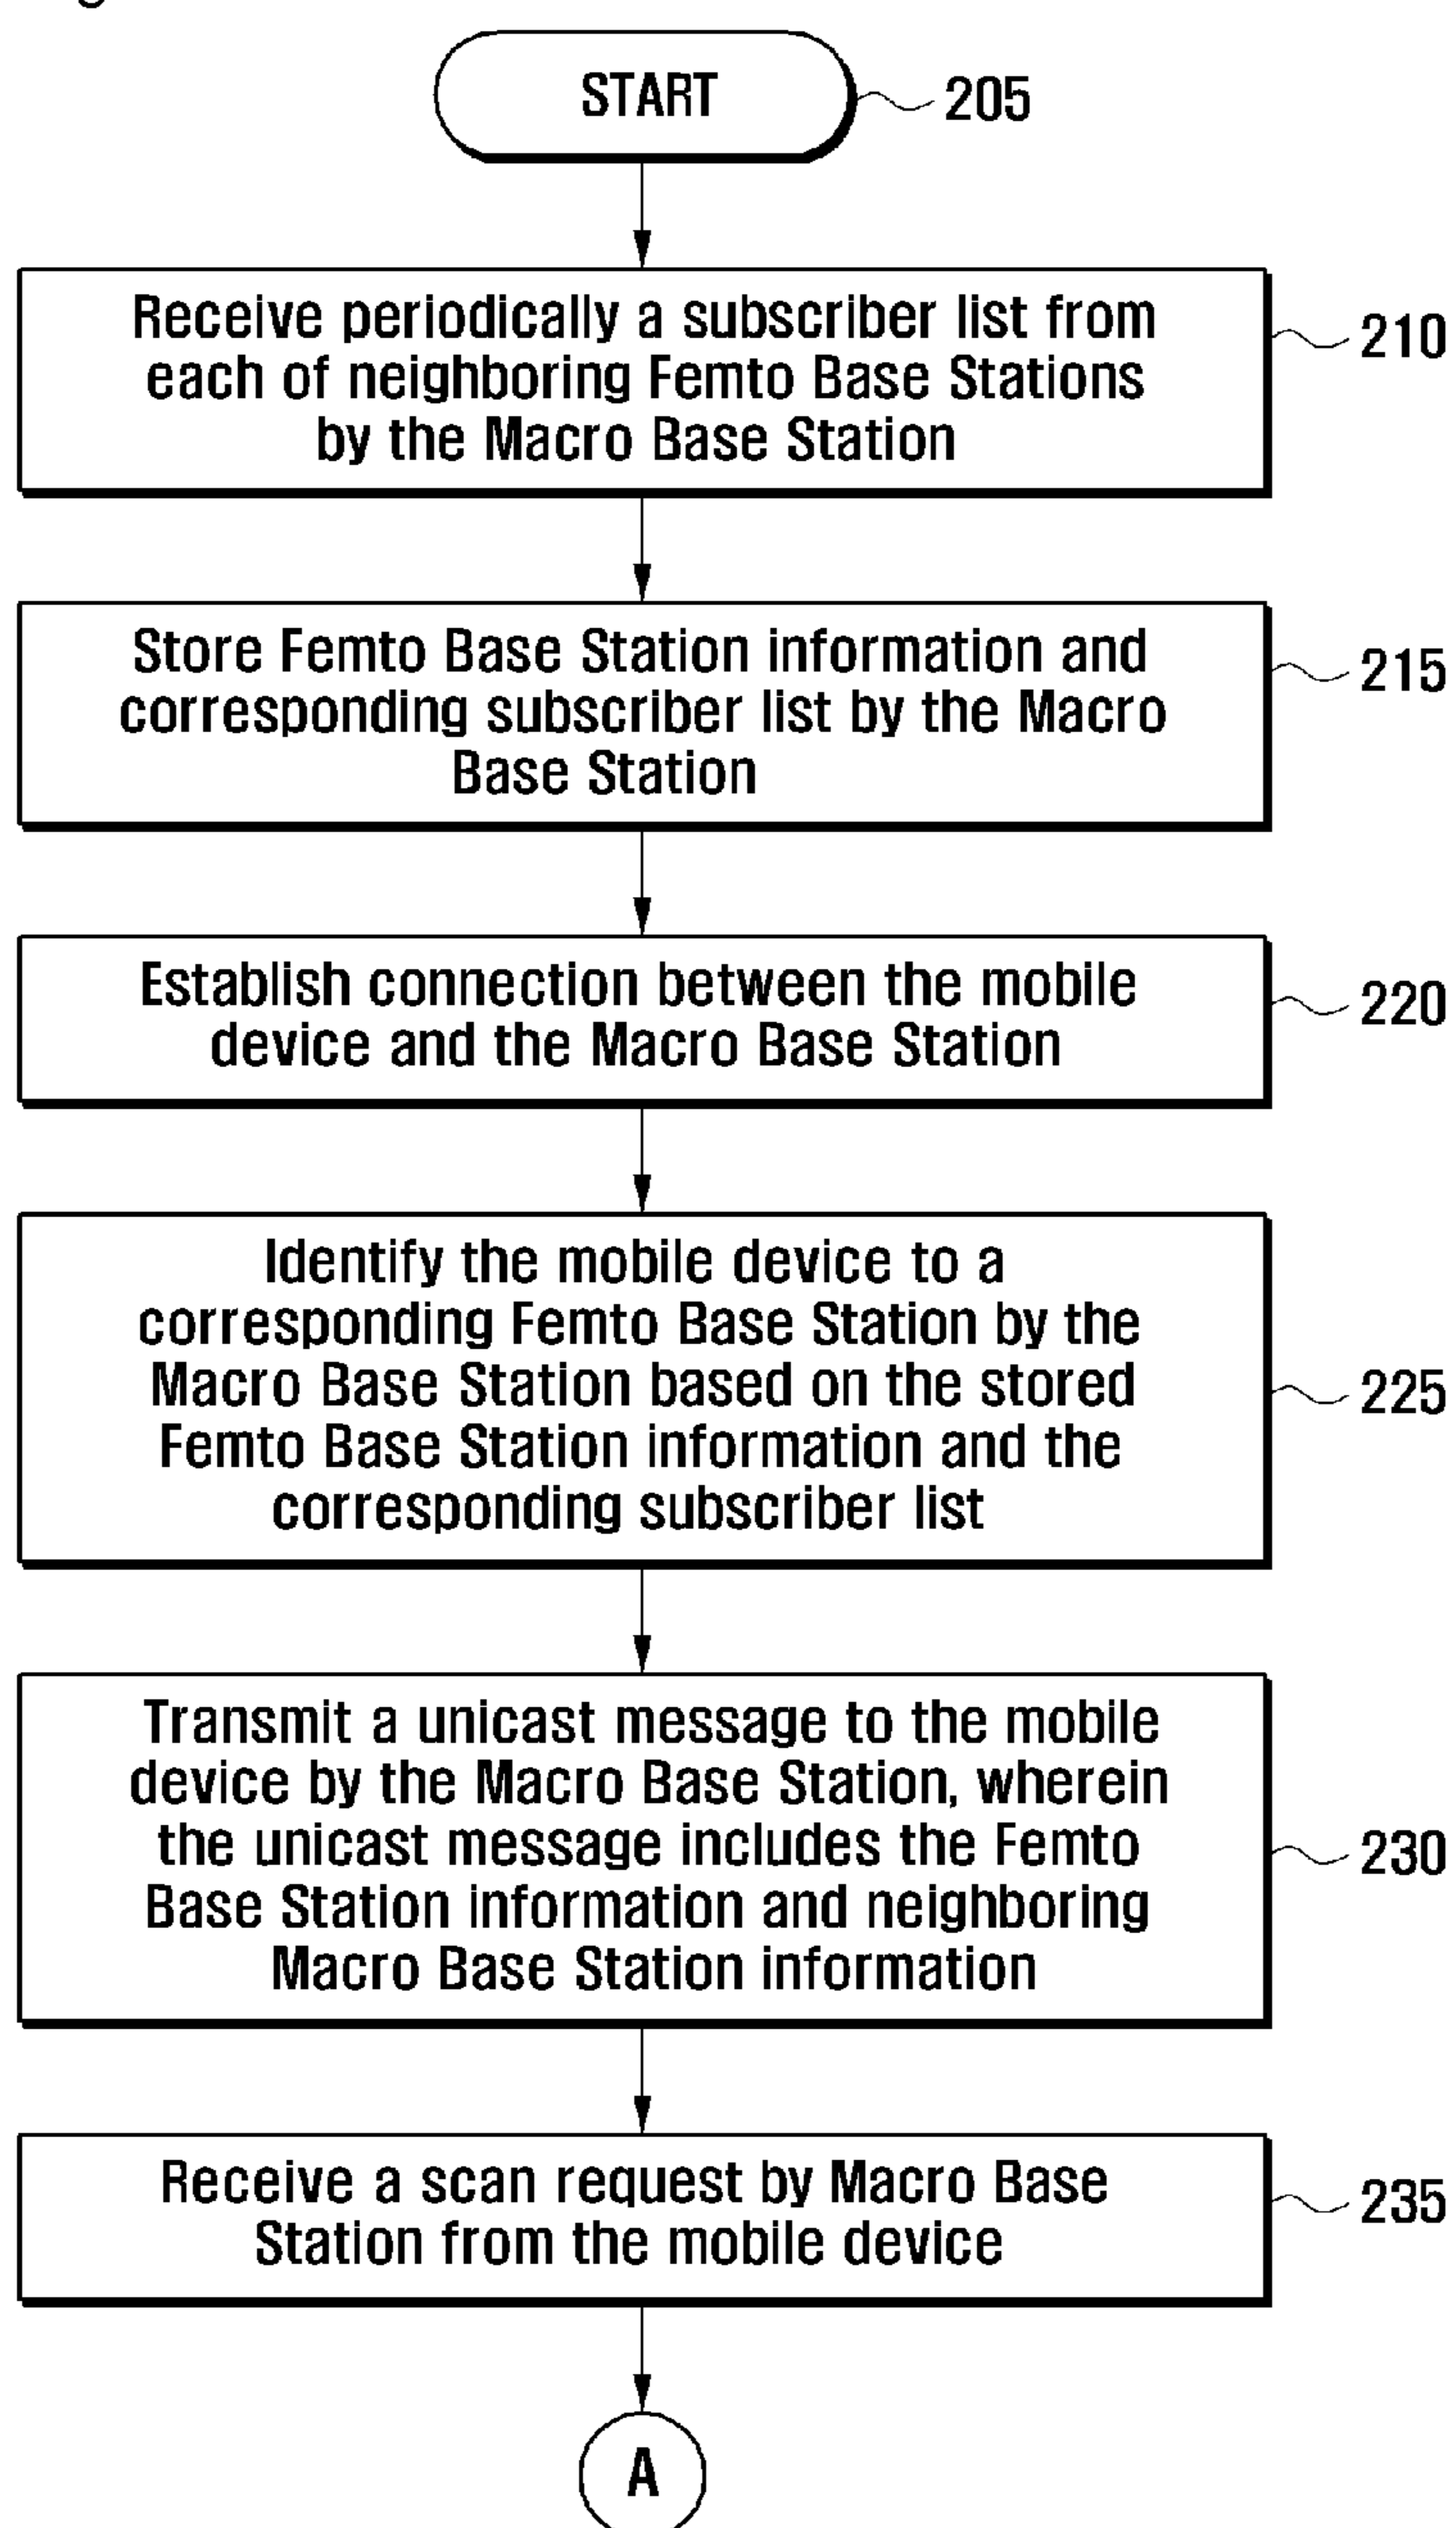 START
205
Receive periodically a subscriber list from
each of neighboring Femto Base Stations
by the Macro Base Station
210
Store Femto Base Station information and
corresponding subscriber list by the Macro
Base Station
215
Establish connection between the mobile
device and the Macro Base Station
220
Identify the mobile device to a
corresponding Femto Base Station by the
Macro Base Station based on the stored
Femto Base Station information and the
corresponding subscriber list
225
Transmit a unicast message to the mobile
device by the Macro Base Station, wherein
the unicast message includes the Femto
Base Station information and neighboring
Macro Base Station information
230
Receive a scan request by Macro Base
Station from the mobile device
235
A